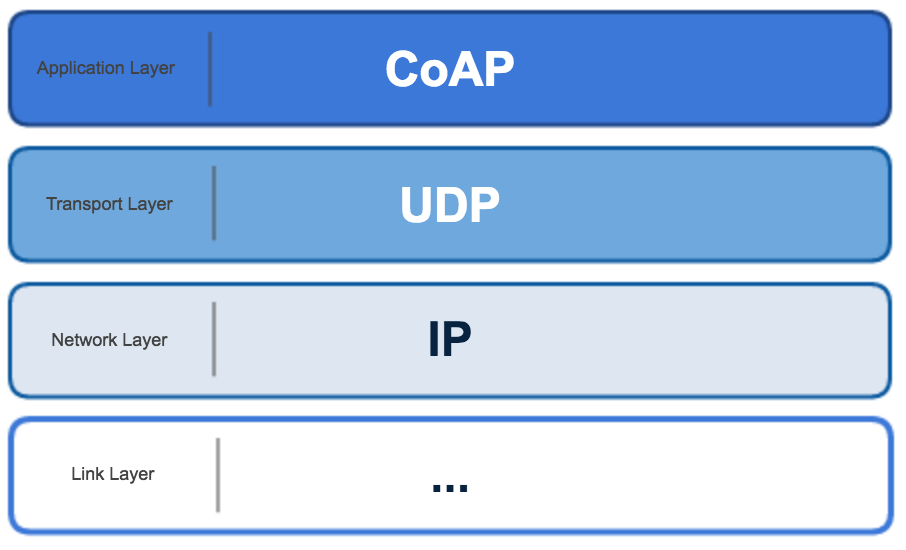 Application Layer
CoAP
Transport Layer
UDP
Network Layer
IP
Link Layer
...